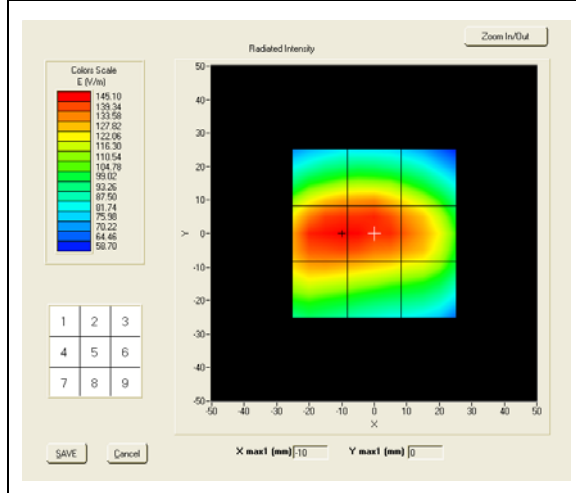 Zoom In/Out
Radiated Intensity
Colors Scale
E (V/m)
145.10
139.34
133.58
127.82
122.06
116.30
110.54
104.78
99.02
93.26
87.50
81.74
75.98
70.22
64.46
58.70
50-
40-
30-
20-
10-
Y 0-
-10-
-20-
-30-
-40-
-50-
-50 -40 -30 -20 -10 0 10 20 30 40 50
X
1 2 3
4 5 6
7 8 9
SAVE Cancel
X max1 (mm) -10 Y max1 (mm) 0